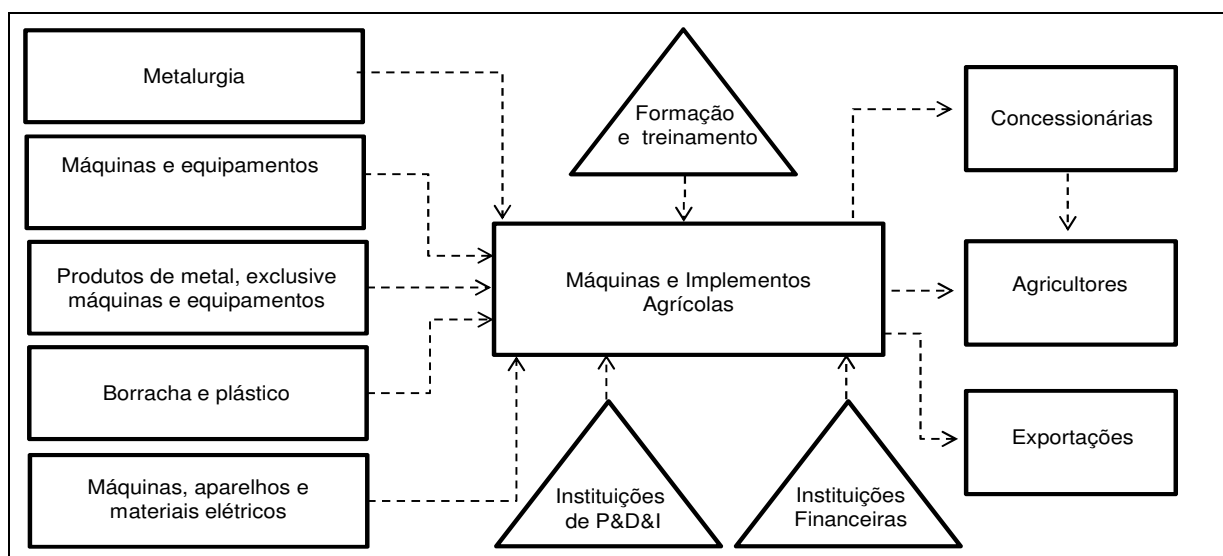 Metalurgia
Máquinas e equipamentos
Produtos de metal, exclusive
máquinas e equipamentos
Borracha e plástico
Máquinas, aparelhos e
materiais elétricos
Formação
e treinamento
Máquinas e Implementos
Agrícolas
Instituições
de P&D&I
Instituições
Financeiras
Concessionárias
Agricultores
Exportações